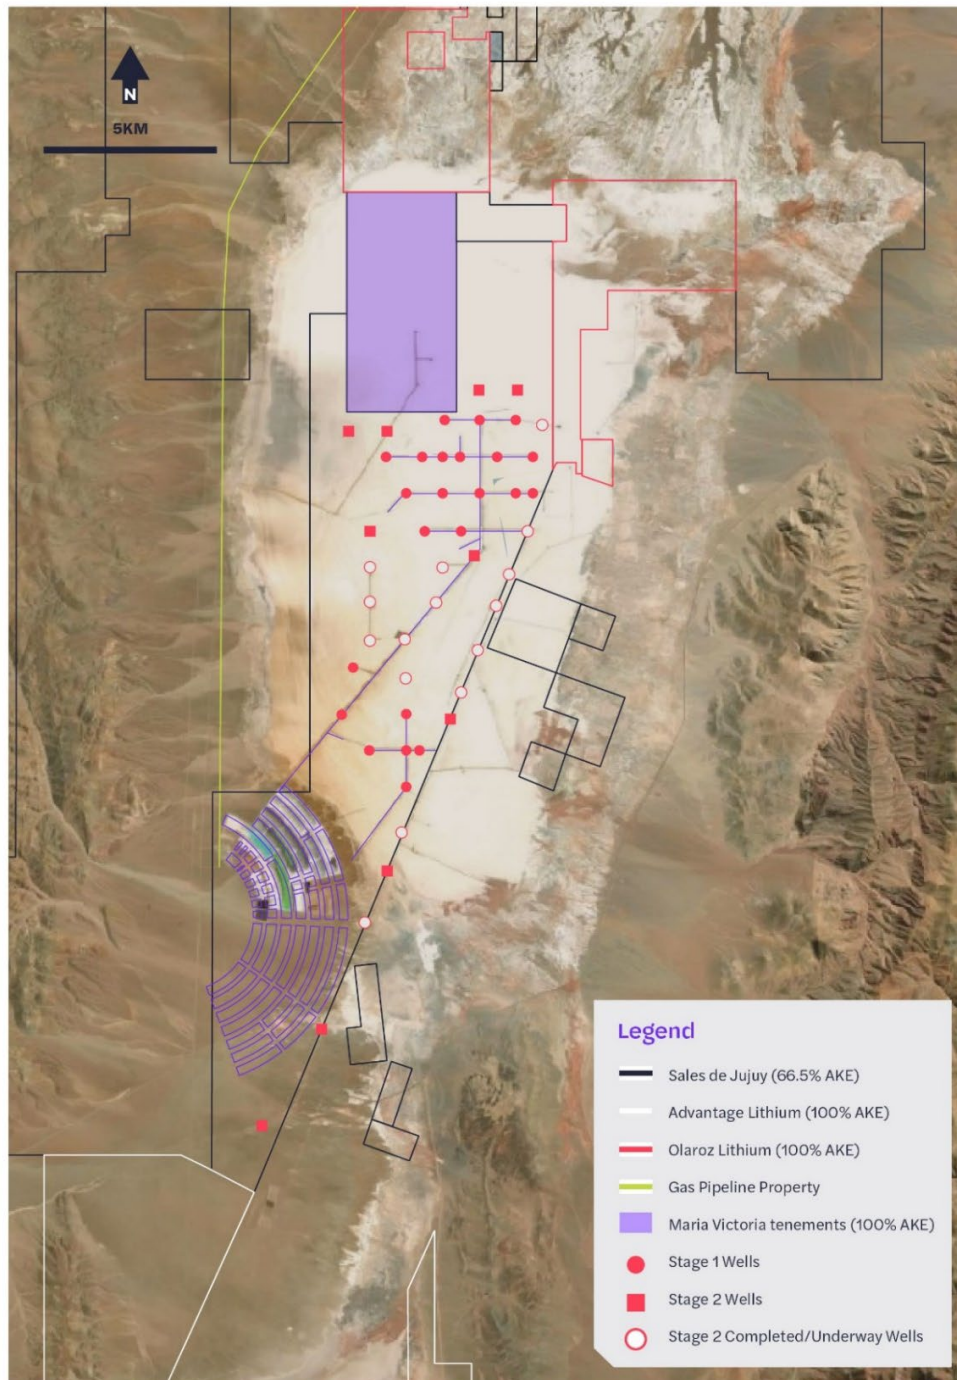 N
5KM
Legend
Sales de Jujuy (66.5% AKE)
Advantage Lithium (100% AKE)
Olaroz Lithium (100% AKE)
Gas Pipeline Property
Maria Victoria tenements (100% AKE)
Stage 1 Wells
Stage 2 Wells
Stage 2 Completed/Underway Wells